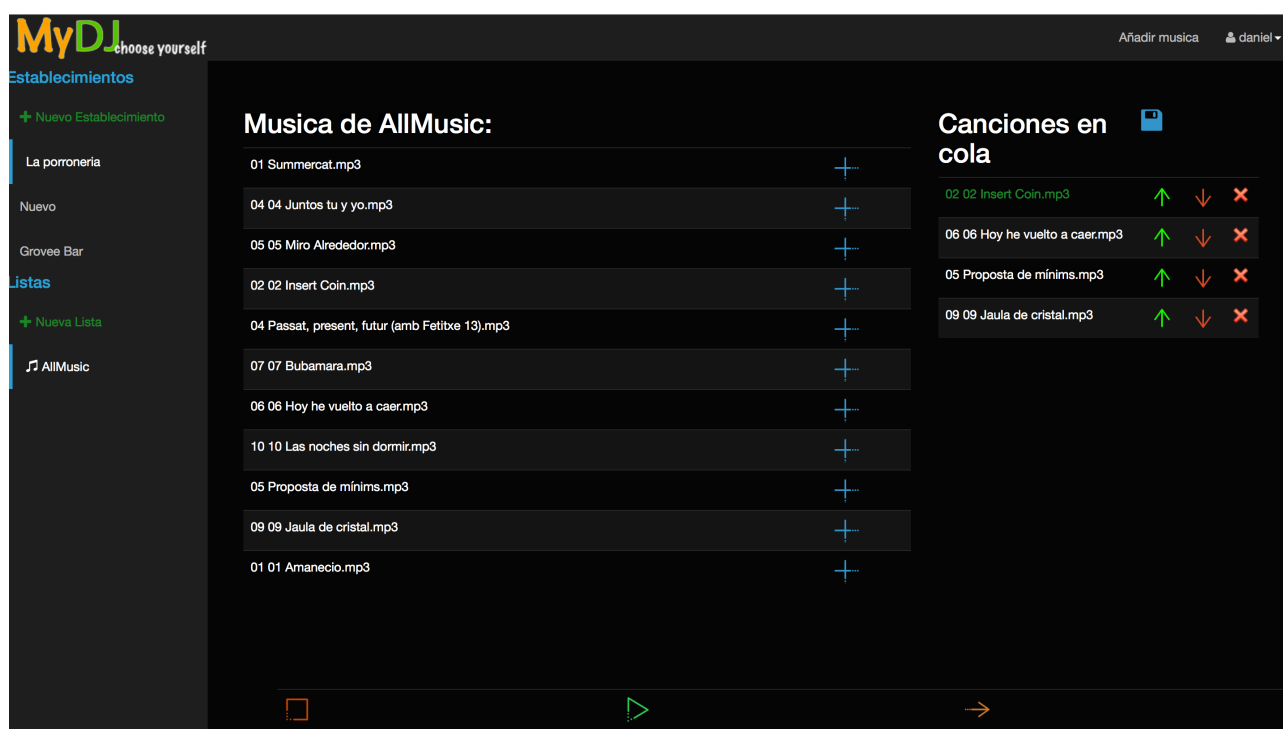 MyDJ choose yourself
Añadir musica
daniel
Establecimientos
Nuevo Establecimiento
La porroneria
Nuevo
Grovee Bar
Listas
Nueva Lista
AllMusic
Musica de AllMusic:
01 Summercat.mp3
04 04 Juntos tu y yo.mp3
05 05 Miro Alrededor.mp3
02 02 Insert Coin.mp3
04 Passat, present, futur (amb Fetitxe 13).mp3
07 07 Bubamara.mp3
06 06 Hoy he vuelto a caer.mp3
10 10 Las noches sin dormir.mp3
05 Proposta de mínims.mp3
09 09 Jaula de cristal.mp3
01 01 Amanecio.mp3
Canciones en
cola
02 02 Insert Coin.mp3
06 06 Hoy he vuelto a caer.mp3
05 Proposta de mínims.mp3
09 09 Jaula de cristal.mp3